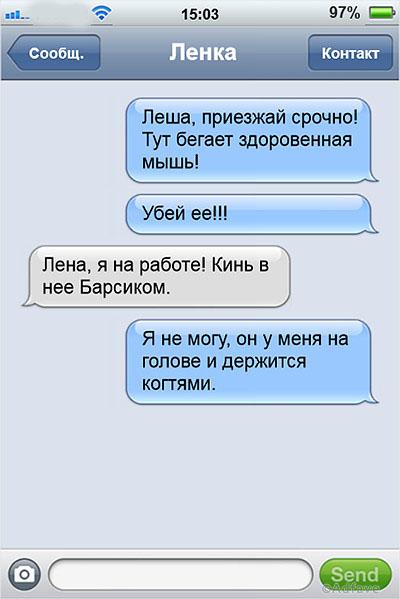 15:03
97%
Сообщ.
Ленка
Контакт
Леша, приезжай срочно!
Тут бегает здоровенная
мышь!
Убей ее!!!
Лена, я на работе! Кинь в
нее Барсиком.
Я не могу, он у меня на
голове и держится
когтями.
Send
©Adfave